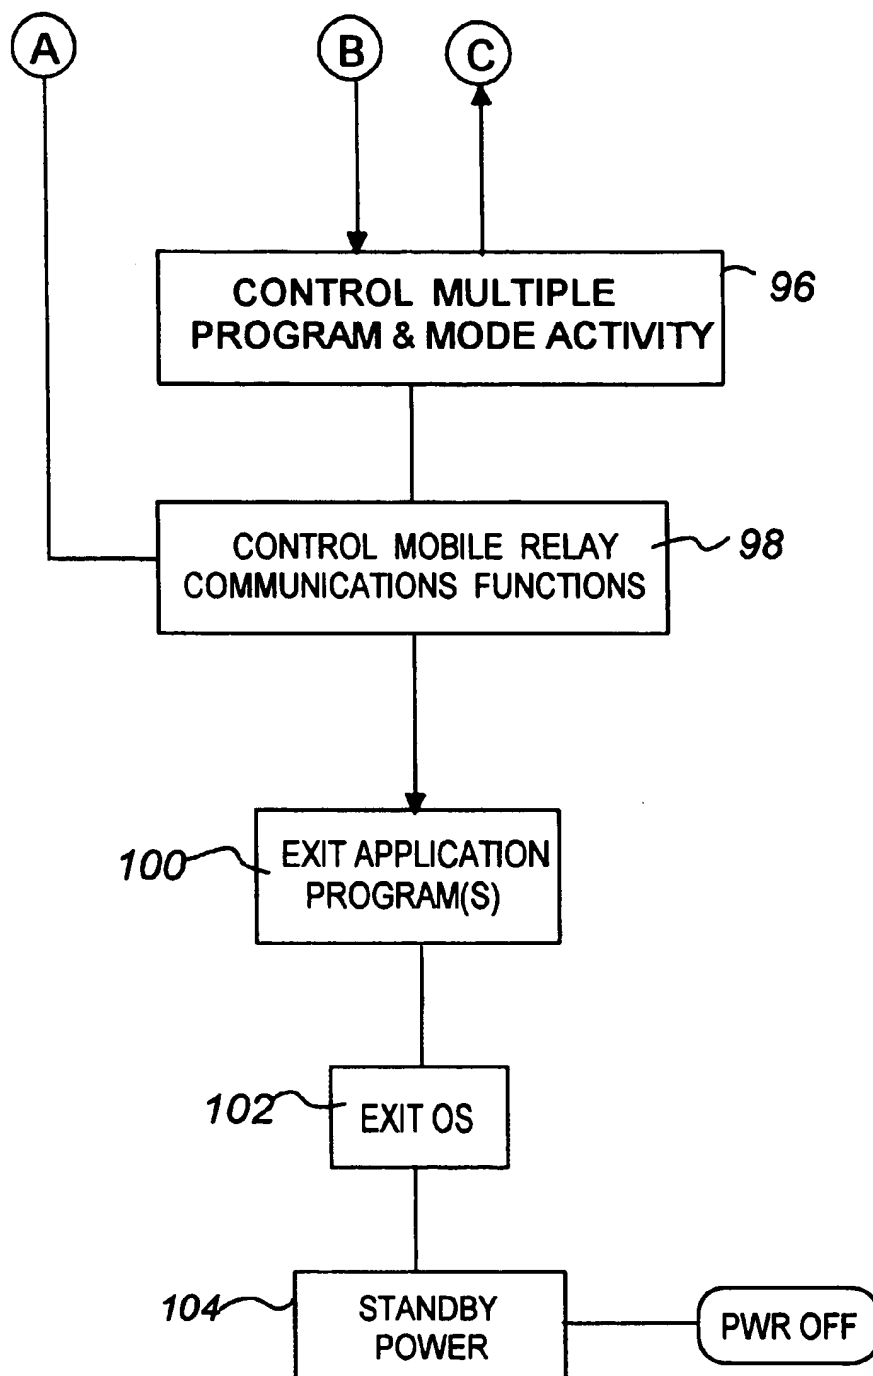 A
B
C
CONTROL MULTIPLE
PROGRAM & MODE ACTIVITY
96
CONTROL MOBILE RELAY
COMMUNICATIONS FUNCTIONS
98
100
EXIT APPLICATION
PROGRAM(S)
102
EXIT OS
104
STANDBY
POWER
PWR OFF